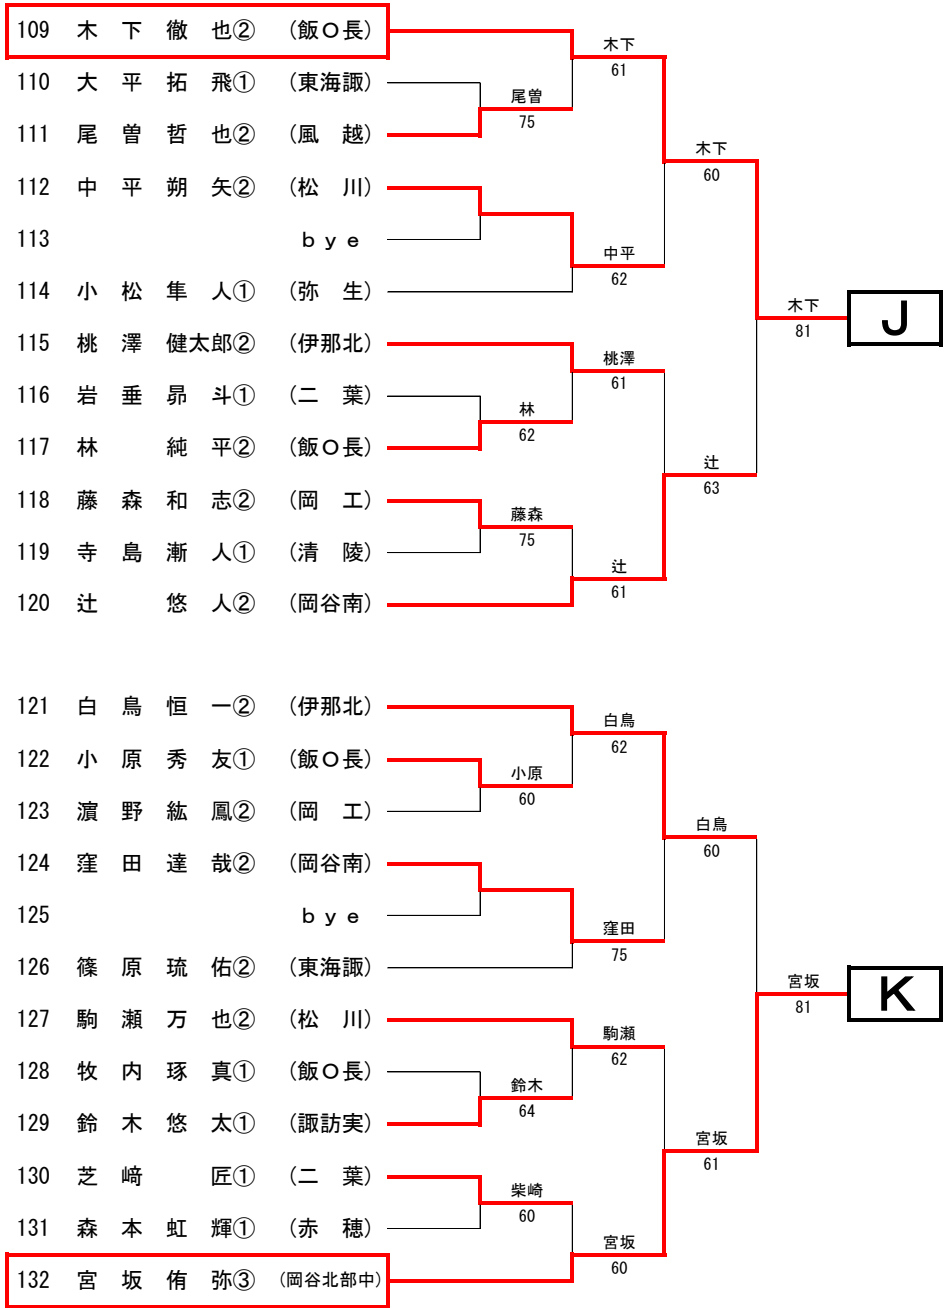 109 木 下 徹 也② (飯O長)
木下
61
110 大 平 拓 飛① (東海諏)
尾曽
75
111 尾 曽 哲 也② (風 越)
木下
60
112 中 平 朔 矢② (松 川)
113 bye
中平
62
114 小 松 隼 人① (弥 生)
木下
81
J
115 桃 澤 健太郎② (伊那北)
桃澤
61
116 岩 垂 昴 斗① (二 葉)
林
62
117 林 純 平② (飯O長)
辻
63
118 藤 森 和 志② (岡 工)
藤森
75
119 寺 島 漸 人① (清 陵)
辻
61
120 辻 悠 人② (岡谷南)
121 白 鳥 恒 一② (伊那北)
白鳥
62
122 小 原 秀 友① (飯O長)
小原
60
123 濵 野 紘 鳳② (岡 工)
白鳥
60
124 窪 田 達 哉② (岡谷南)
125 bye
窪田
75
126 篠 原 琉 佑② (東海諏)
宮坂
81
K
127 駒 瀬 万 也② (松 川)
駒瀬
62
128 牧 内 琢 真① (飯O長)
鈴木
64
129 鈴 木 悠 太① (諏訪実)
宮坂
61
130 芝 﨑 匠① (二 葉)
柴崎
60
131 森 本 虹 輝① (赤 穂)
宮坂
60
132 宮 坂 侑 弥③ (岡谷北部中)